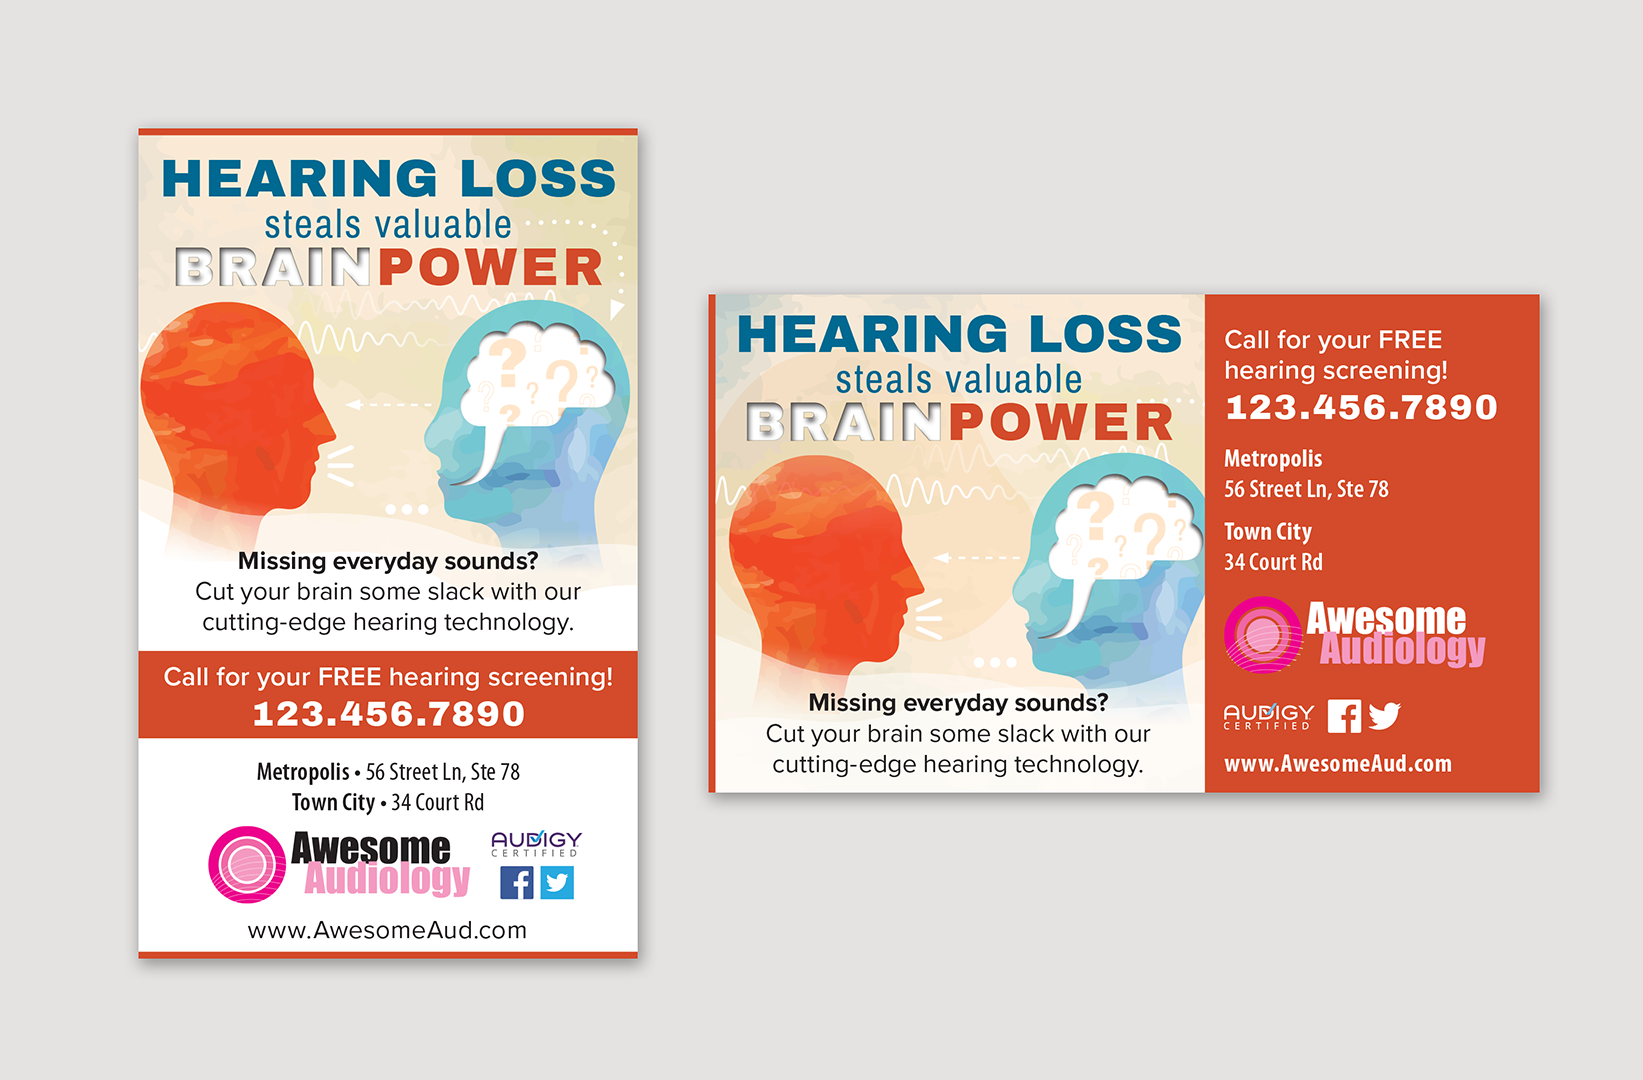 HEARING LOSS
steals valuable
BRAINPOWER
Missing everyday sounds?
Cut your brain some slack with our
cutting-edge hearing technology.
Call for your FREE hearing screening!
123.456.7890
Metropolis • 56 Street Ln, Ste 78
Town City • 34 Court Rd
Awesome
Audiology
AUDIGY
CERTIFIED
www.AwesomeAud.com
HEARING LOSS
steals valuable
BRAINPOWER
Missing everyday sounds?
Cut your brain some slack with our
cutting-edge hearing technology.
Call for your FREE
hearing screening!
123.456.7890
Metropolis
56 Street Ln, Ste 78
Town City
34 Court Rd
Awesome
Audiology
AUDIGY
CERTIFIED
www.AwesomeAud.com